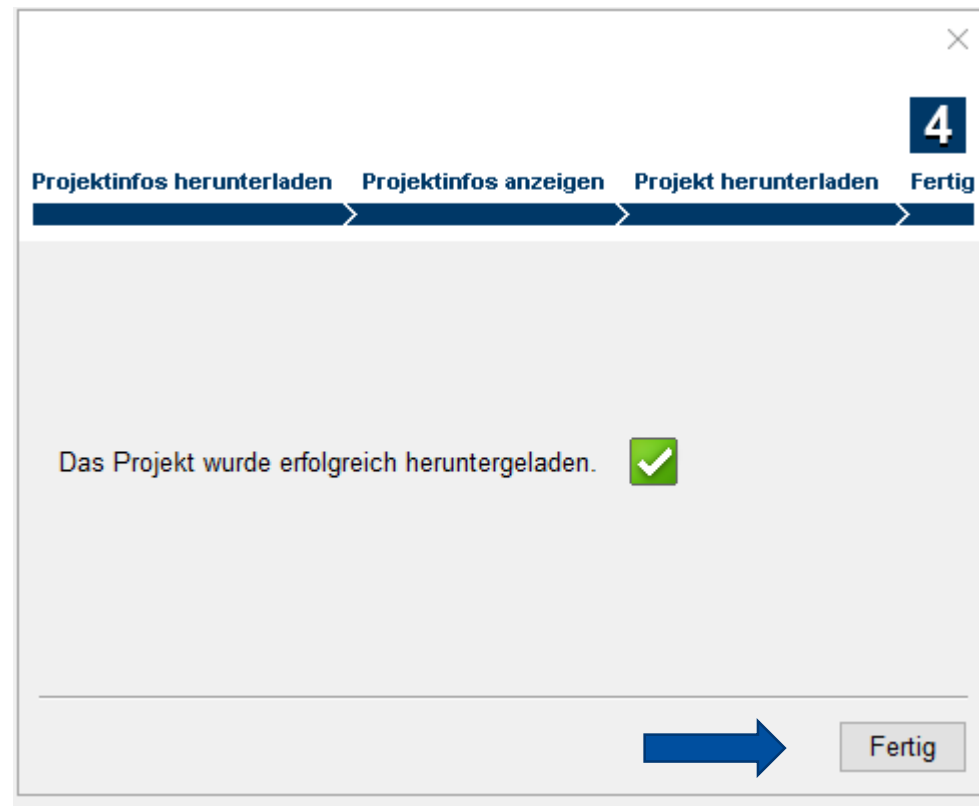 4
Projektinfos herunterladen Projektinfos anzeigen Projekt herunterladen Fertig
Das Projekt wurde erfolgreich heruntergeladen.
Fertig